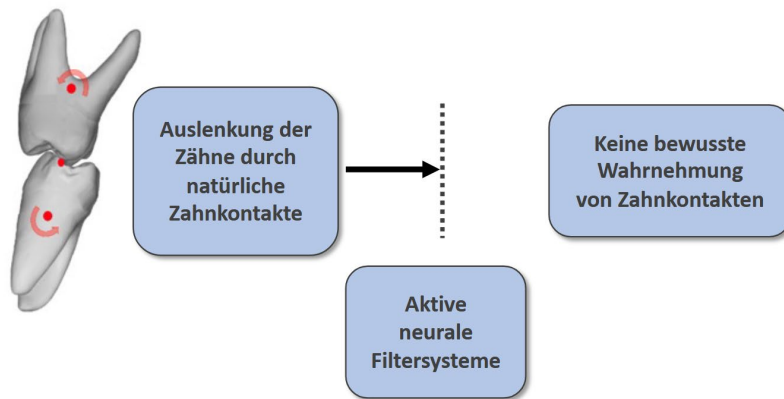 Auslenkung der
Zähne durch
natürliche
Zahnkontakte
Keine bewusste
Wahrnehmung
von Zahnkontakten
Aktive
neurale
Filtersysteme